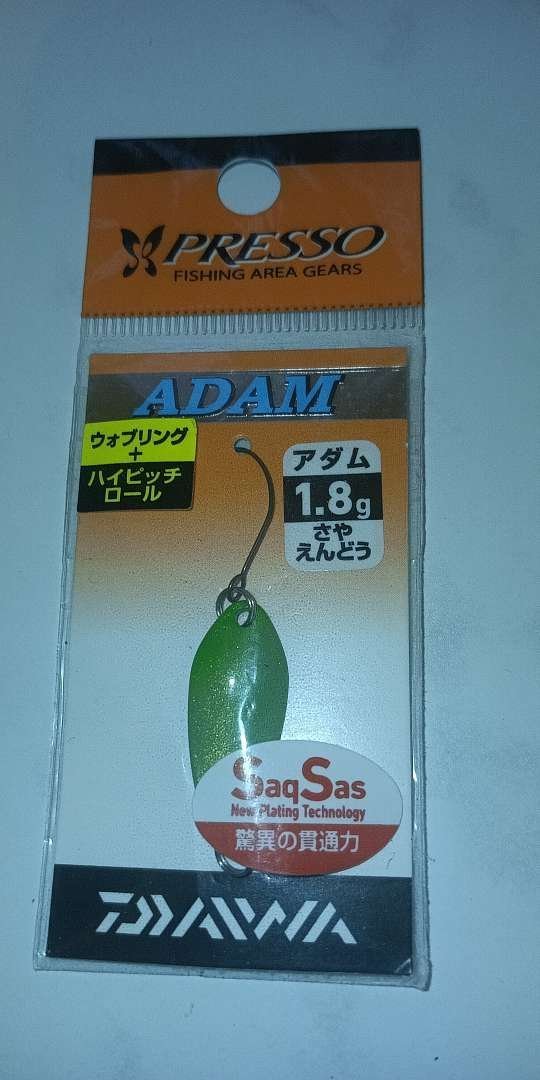 PRESSO
FISHING AREA GEARS
ADAM
ウォブリング
+
ハイピッチ
ロール
アダム
1.8g
さや
えんどう
SaqSas
New Plating Technology
驚異の貫通力
DAIWA